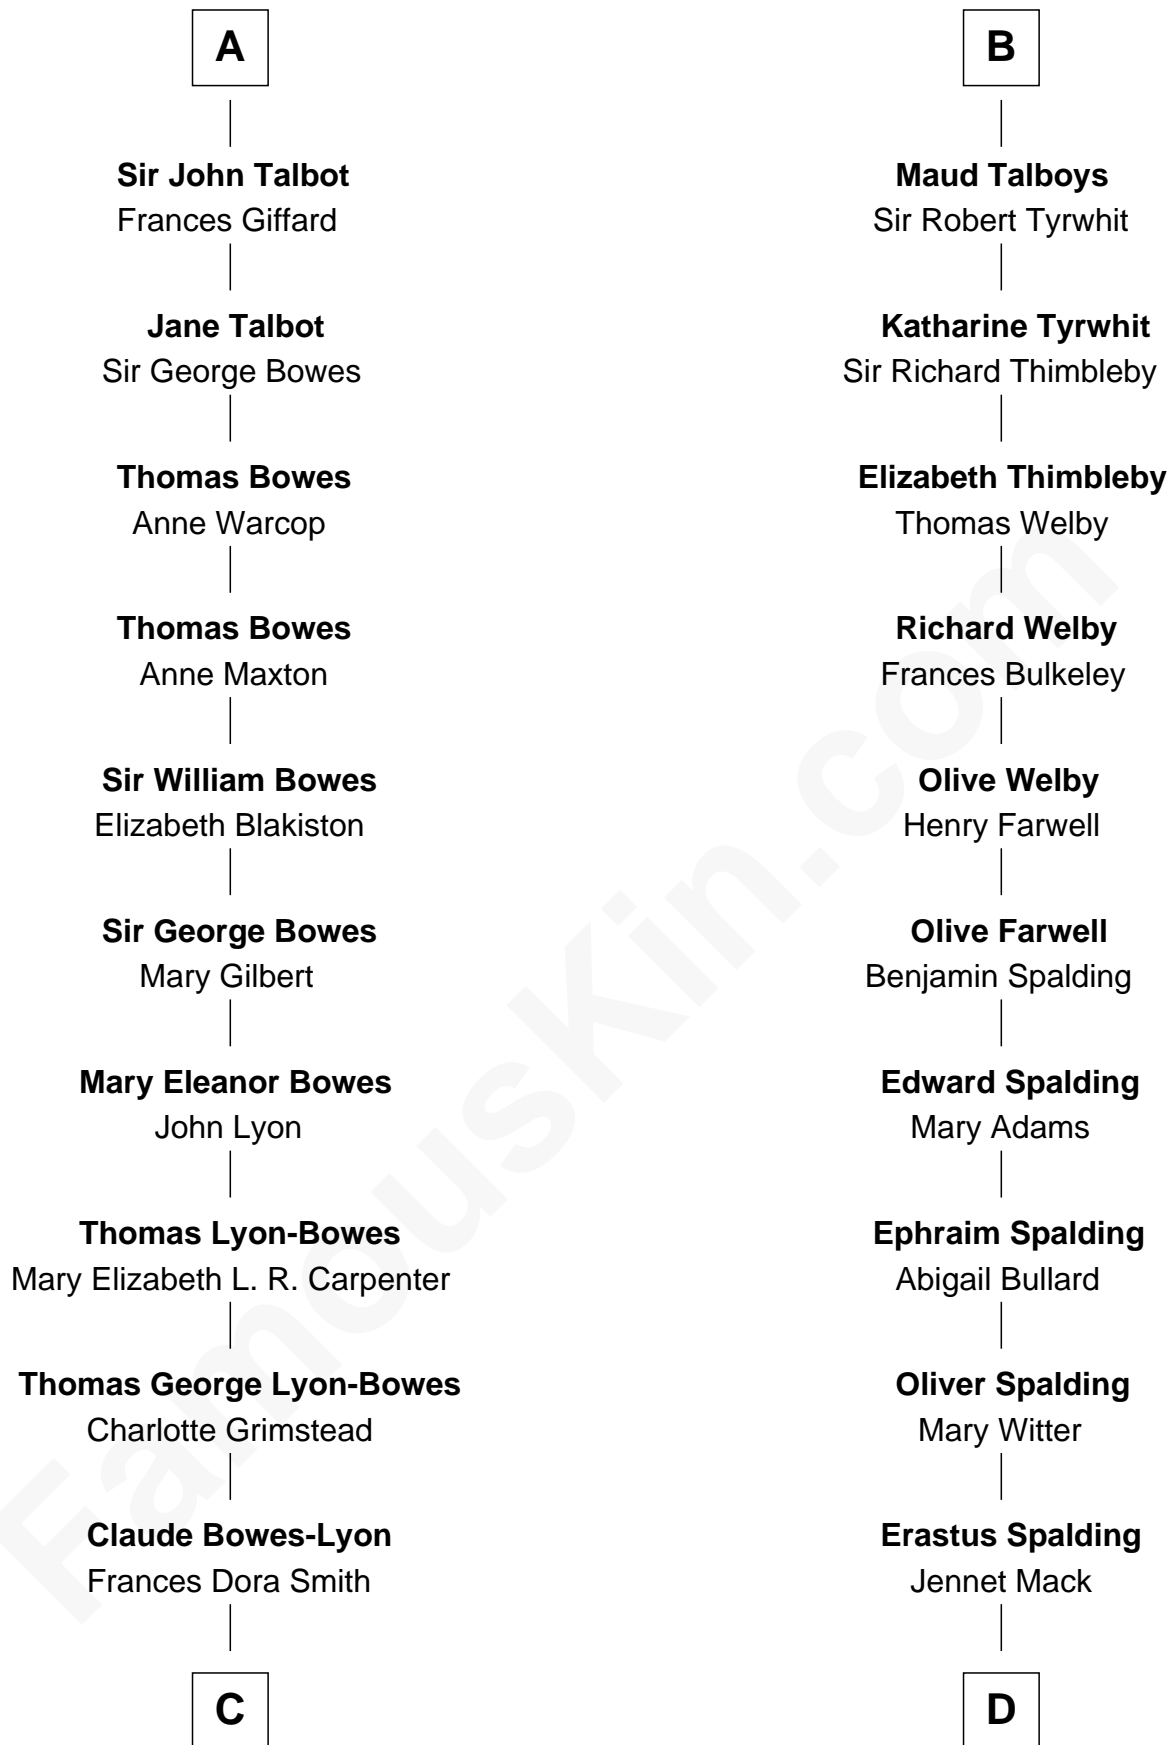 A
Sir John Talbot
Frances Giffard
Jane Talbot
Sir George Bowes
Thomas Bowes
Anne Warcop
Thomas Bowes
Anne Maxton
Sir William Bowes
Elizabeth Blakiston
Sir George Bowes
Mary Gilbert
Mary Eleanor Bowes
John Lyon
Thomas Lyon-Bowes
Mary Elizabeth L. R. Carpenter
Thomas George Lyon-Bowes
Charlotte Grimstead
Claude Bowes-Lyon
Frances Dora Smith
C
B
Maud Talboys
Sir Robert Tyrwhit
Katharine Tyrwhit
Sir Richard Thimbleby
Elizabeth Thimbleby
Thomas Welby
Richard Welby
Frances Bulkeley
Olive Welby
Henry Farwell
Olive Farwell
Benjamin Spalding
Edward Spalding
Mary Adams
Ephraim Spalding
Abigail Bullard
Oliver Spalding
Mary Witter
Erastus Spalding
Jennet Mack
D
FamousKin.com